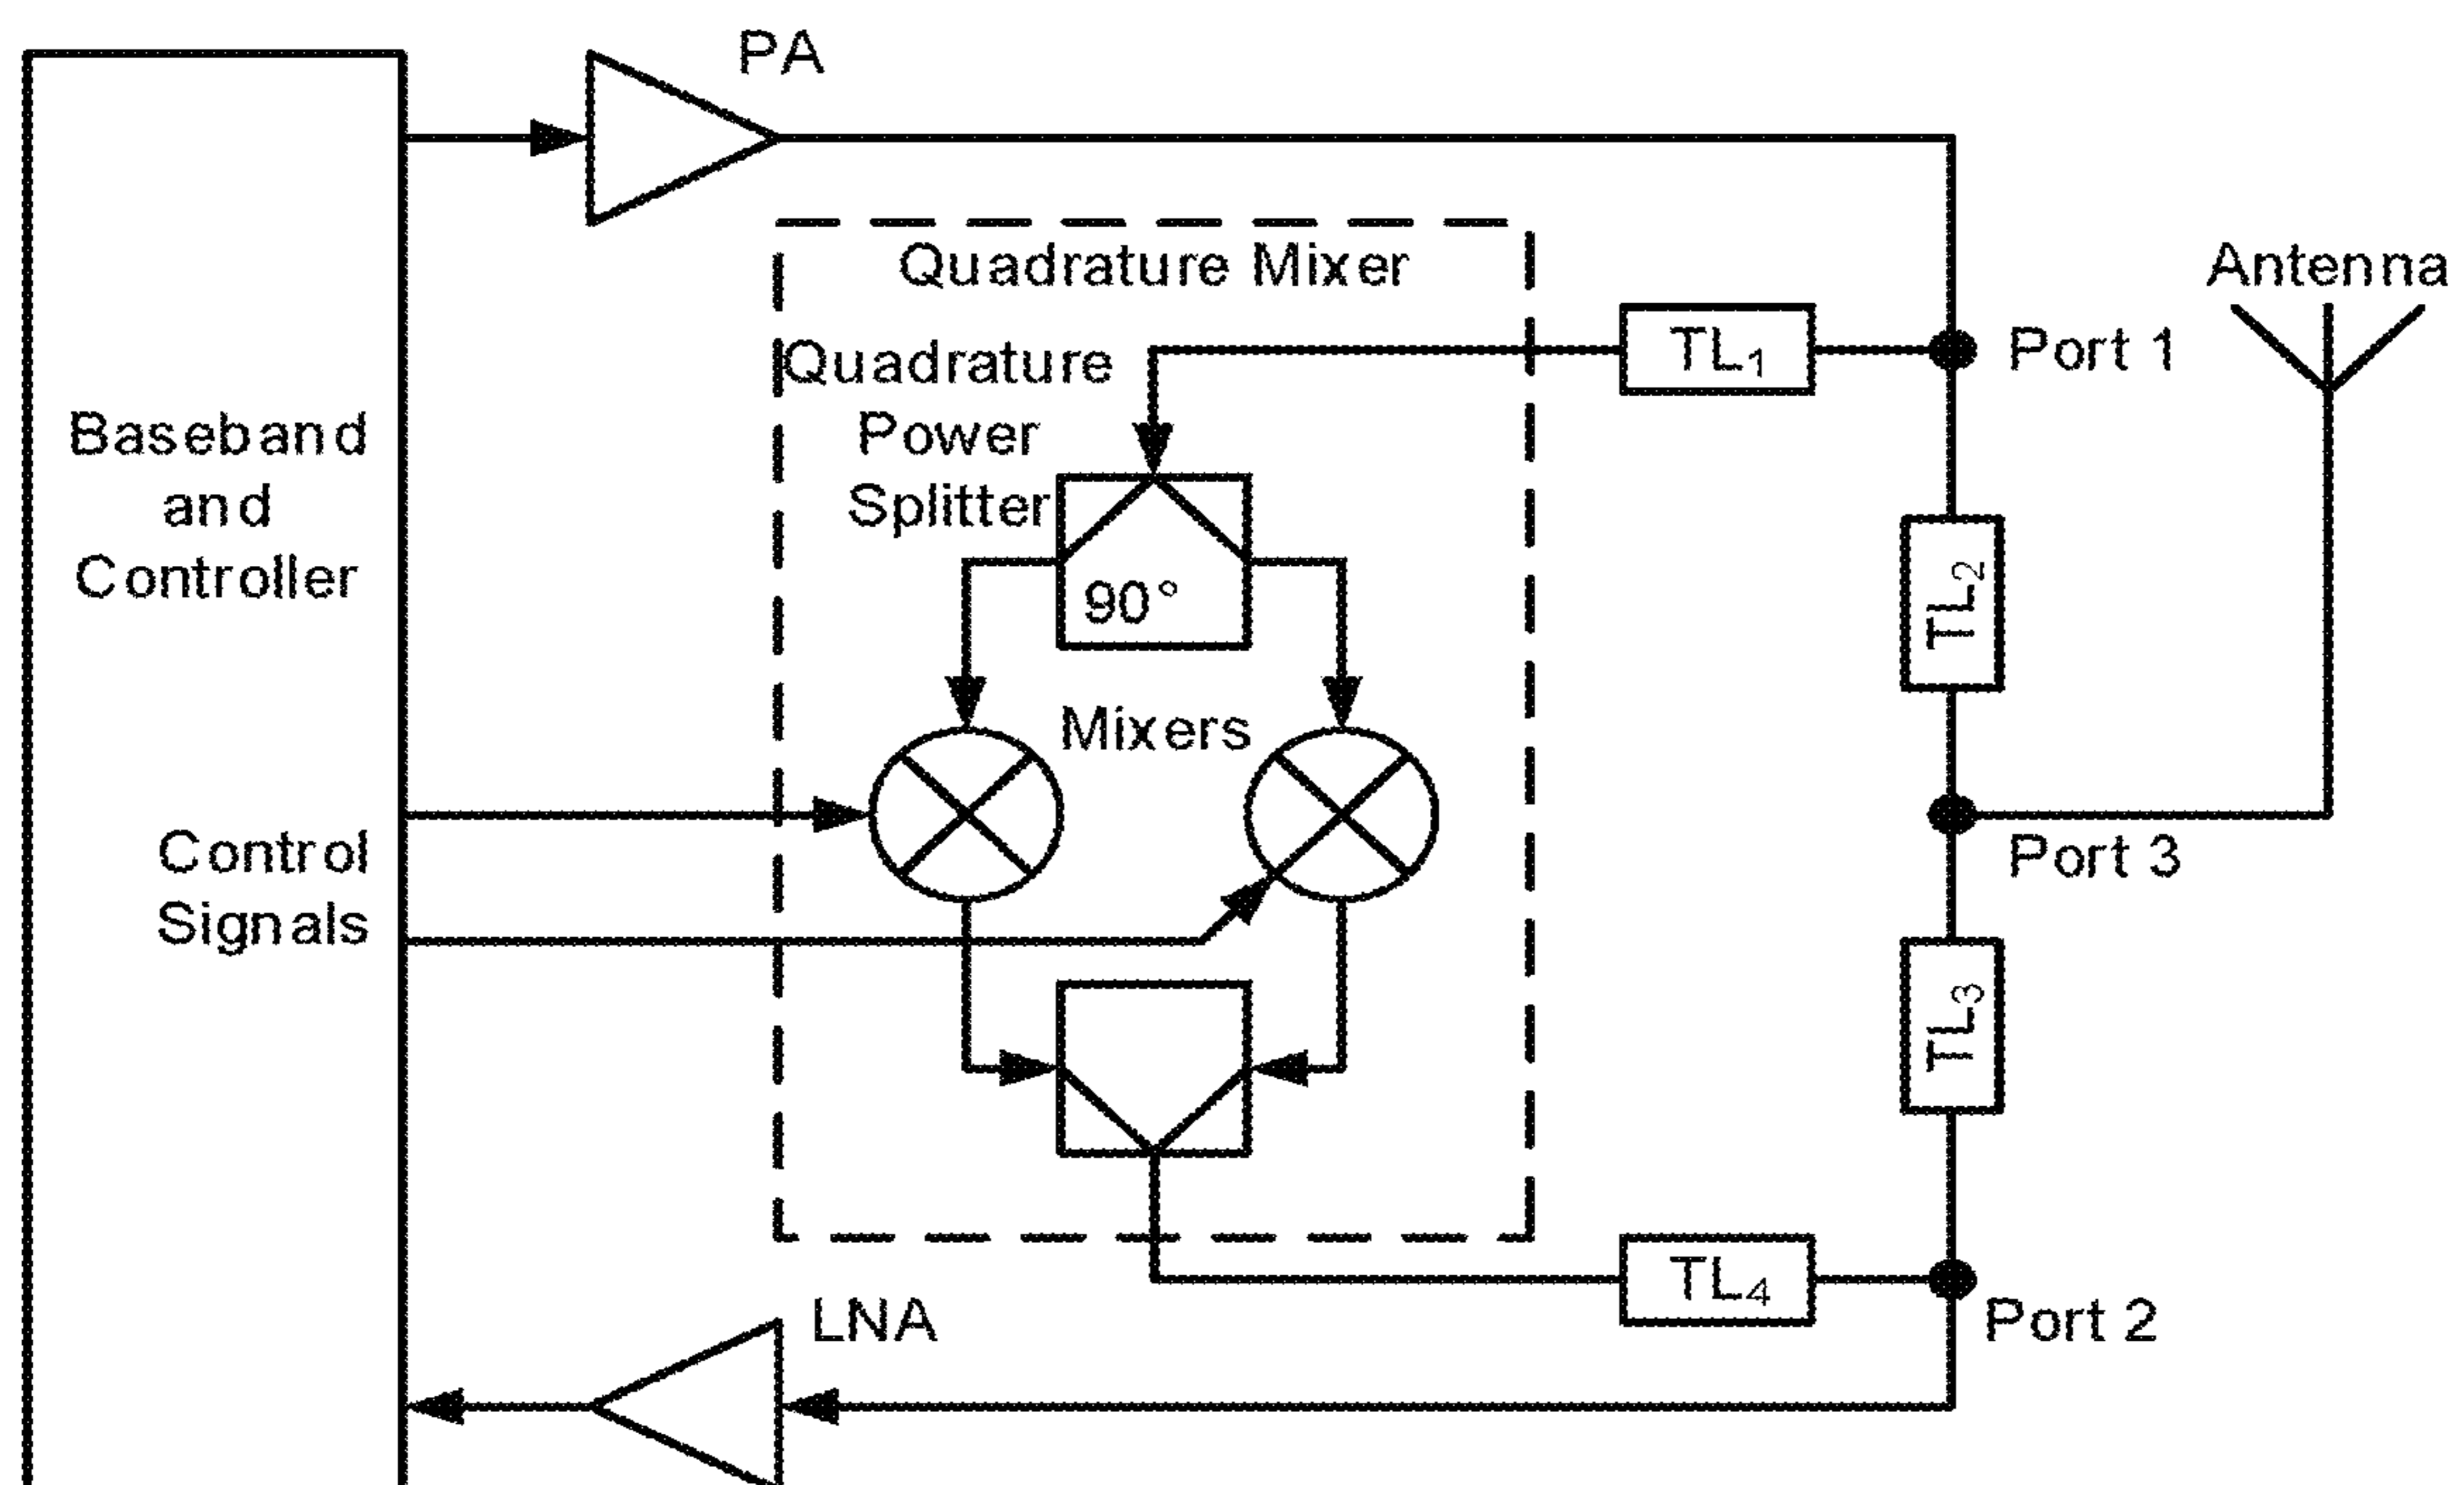 PA
Quadrature Mixer
Antenna
TL1
Port 1
Quadrature
Power
Splitter
Baseband
and
Controller
90°
TL2
Mixers
Control
Signals
Port 3
TL3
TL4
LNA
Port 2